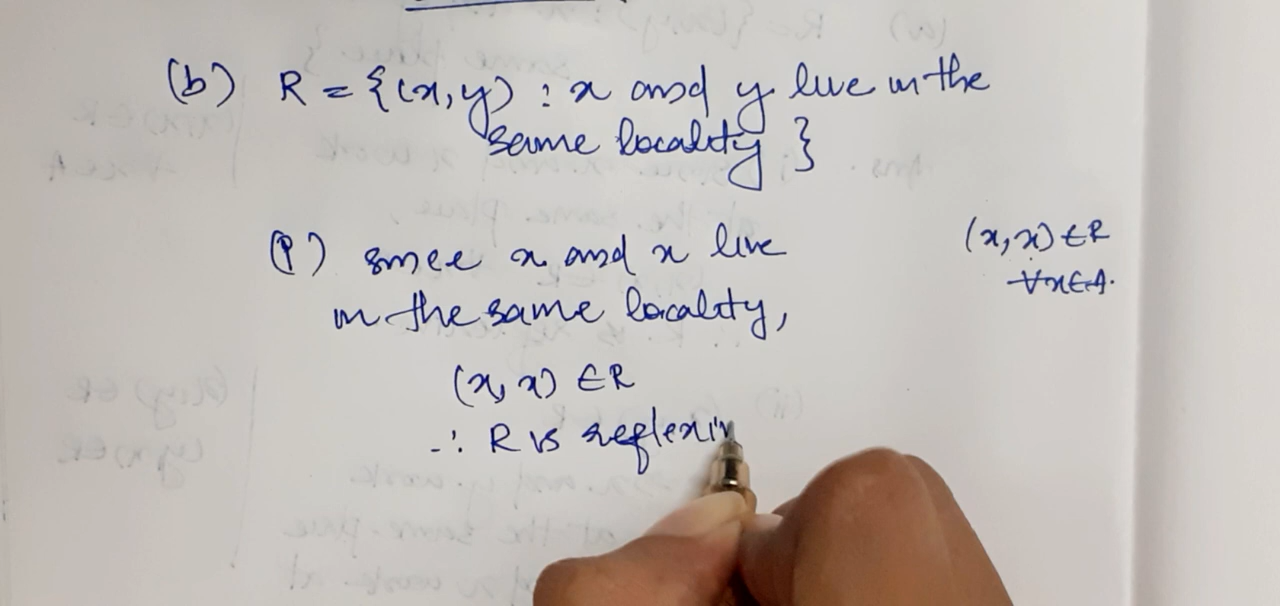 (b) R = {(x, y) : x and y live in the
same locality }
(i) since x and x live
in the same locality,
(x, x) ∈ R
∀x∈A.
(x, x) ∈ R
∴ R is reflexiv